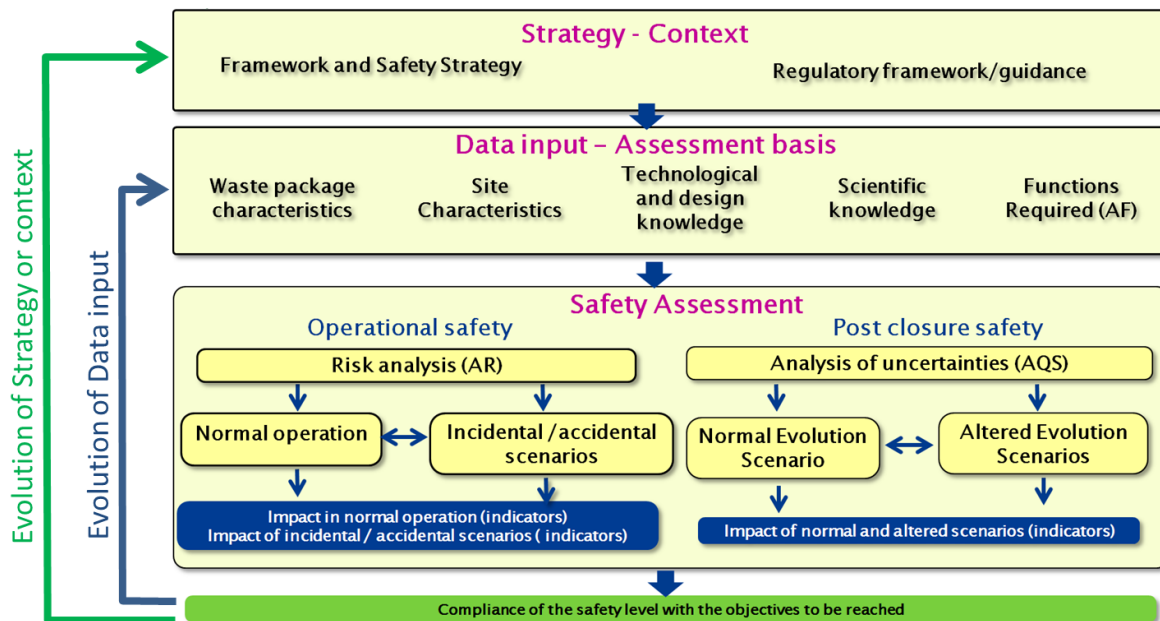 Strategy - Context
Framework and Safety Strategy
Regulatory framework/guidance
Data input – Assessment basis
Waste package
characteristics
Site
Characteristics
Technological
and design
knowledge
Scientific
knowledge
Functions
Required (AF)
Safety Assessment
Operational safety
Post closure safety
Risk analysis (AR)
Analysis of uncertainties (AQS)
Normal operation
Incidental /accidental
scenarios
Normal Evolution
Scenario
Altered Evolution
Scenarios
Impact in normal operation (indicators)
Impact of incidental / accidental scenarios ( indicators)
Impact of normal and altered scenarios (indicators)
Compliance of the safety level with the objectives to be reached
Evolution of Strategy or context
Evolution of Data input